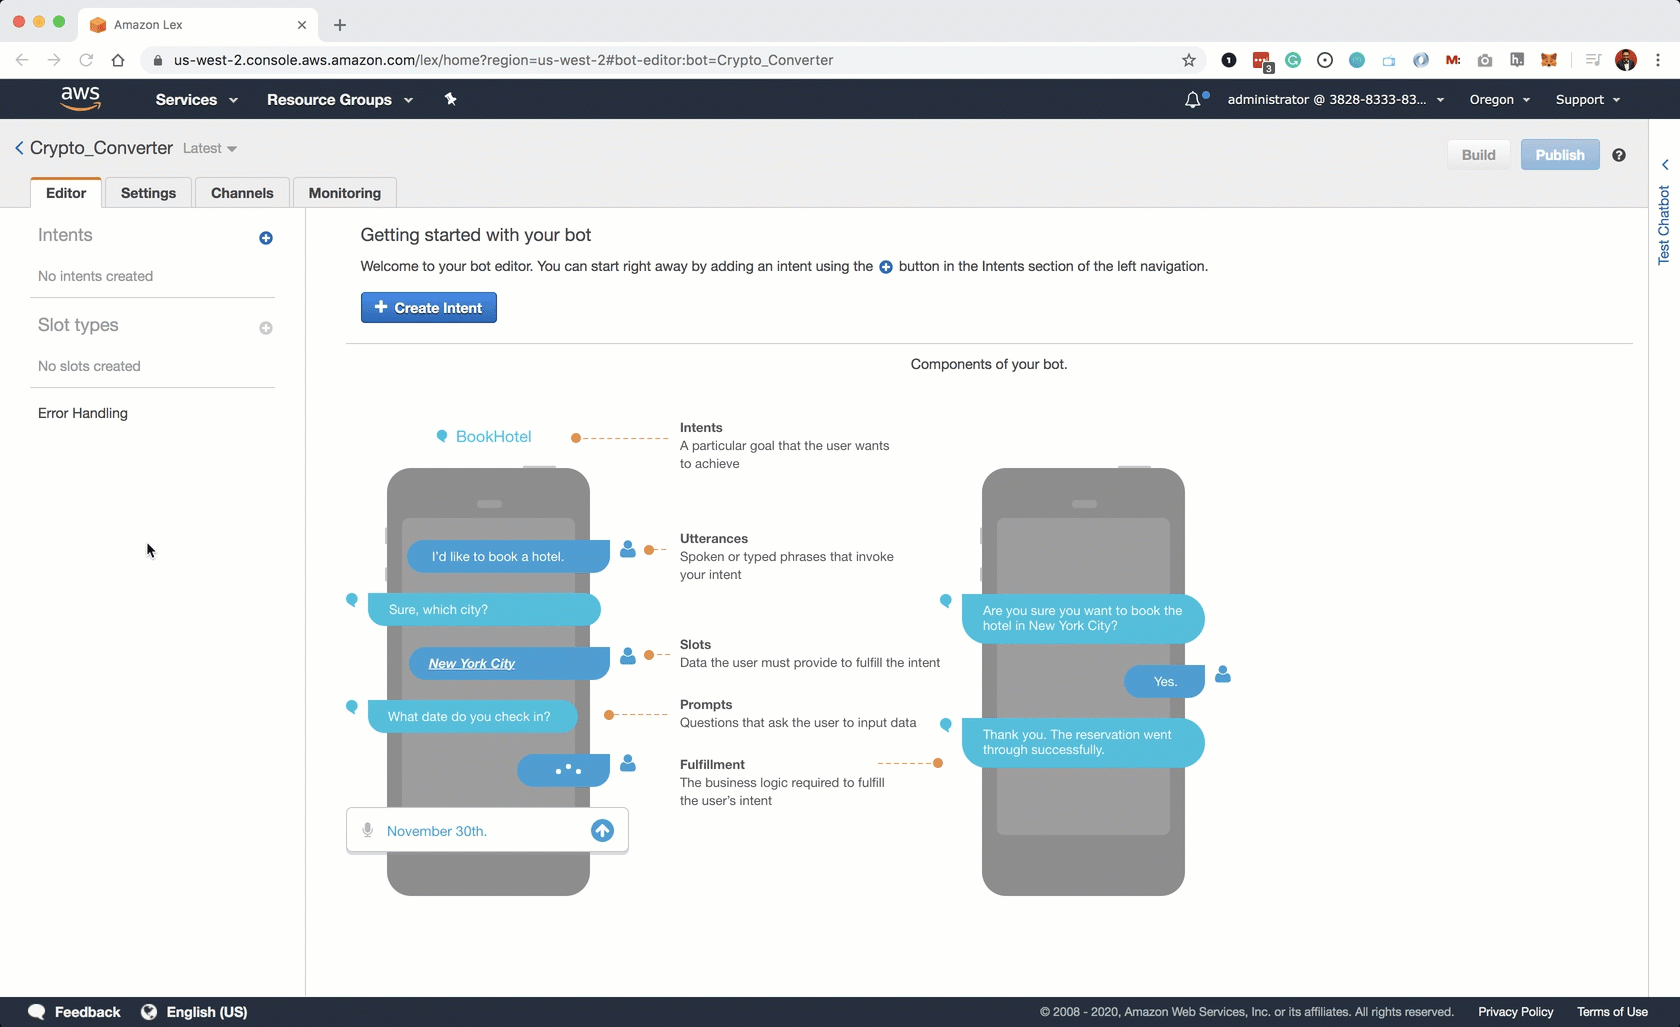 Amazon Lex
us-west-2.console.aws.amazon.com/lex/home?region=us-west-2#bot-editor:bot=Crypto_Converter
1
3
G
M:
h.
aws
Services
Resource Groups
administrator @ 3828-8333-83...
Oregon
Support
Crypto_Converter Latest
Build
Publish
?
Editor
Settings
Channels
Monitoring
Test Chatbot
Intents
No intents created
Slot types
No slots created
Error Handling
Getting started with your bot
Welcome to your bot editor. You can start right away by adding an intent using the + button in the Intents section of the left navigation.
+ Create Intent
Components of your bot.
BookHotel
Intents
A particular goal that the user wants
to achieve
I'd like to book a hotel.
Utterances
Spoken or typed phrases that invoke
your intent
Sure, which city?
New York City
Slots
Data the user must provide to fulfill the intent
What date do you check in?
Prompts
Questions that ask the user to input data
Fulfillment
The business logic required to fulfill
the user's intent
November 30th.
Are you sure you want to book the
hotel in New York City?
Yes.
Thank you. The reservation went
through successfully.
Feedback
English (US)
© 2008 - 2020, Amazon Web Services, Inc. or its affiliates. All rights reserved.
Privacy Policy
Terms of Use